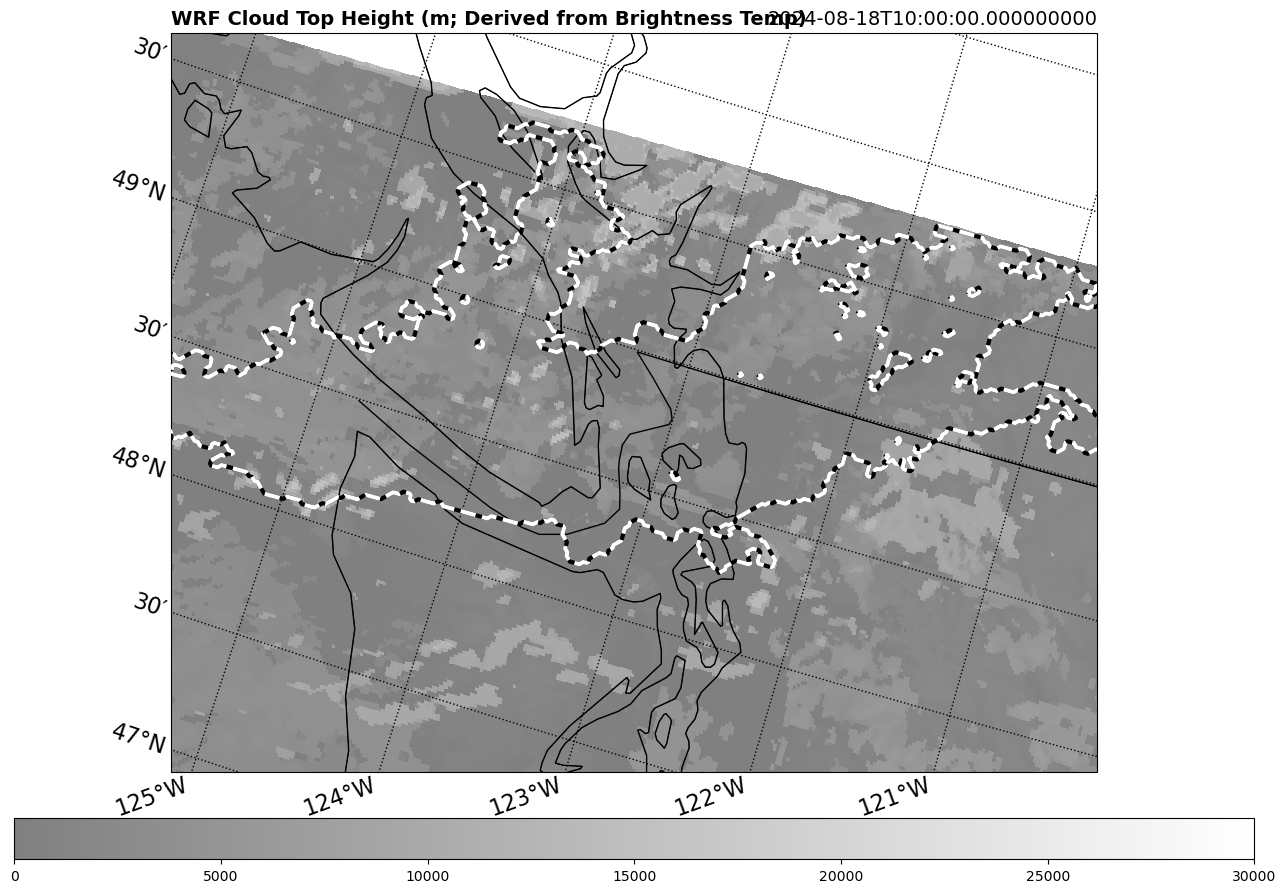 WRF Cloud Top Height (m; Derived from Brightness Temp) 2024-08-18T10:00:00.000000000
30′
49°N
30′
48°N
30′
47°N
125°W 124°W 123°W 122°W 121°W
0 5000 10000 15000 20000 25000 30000